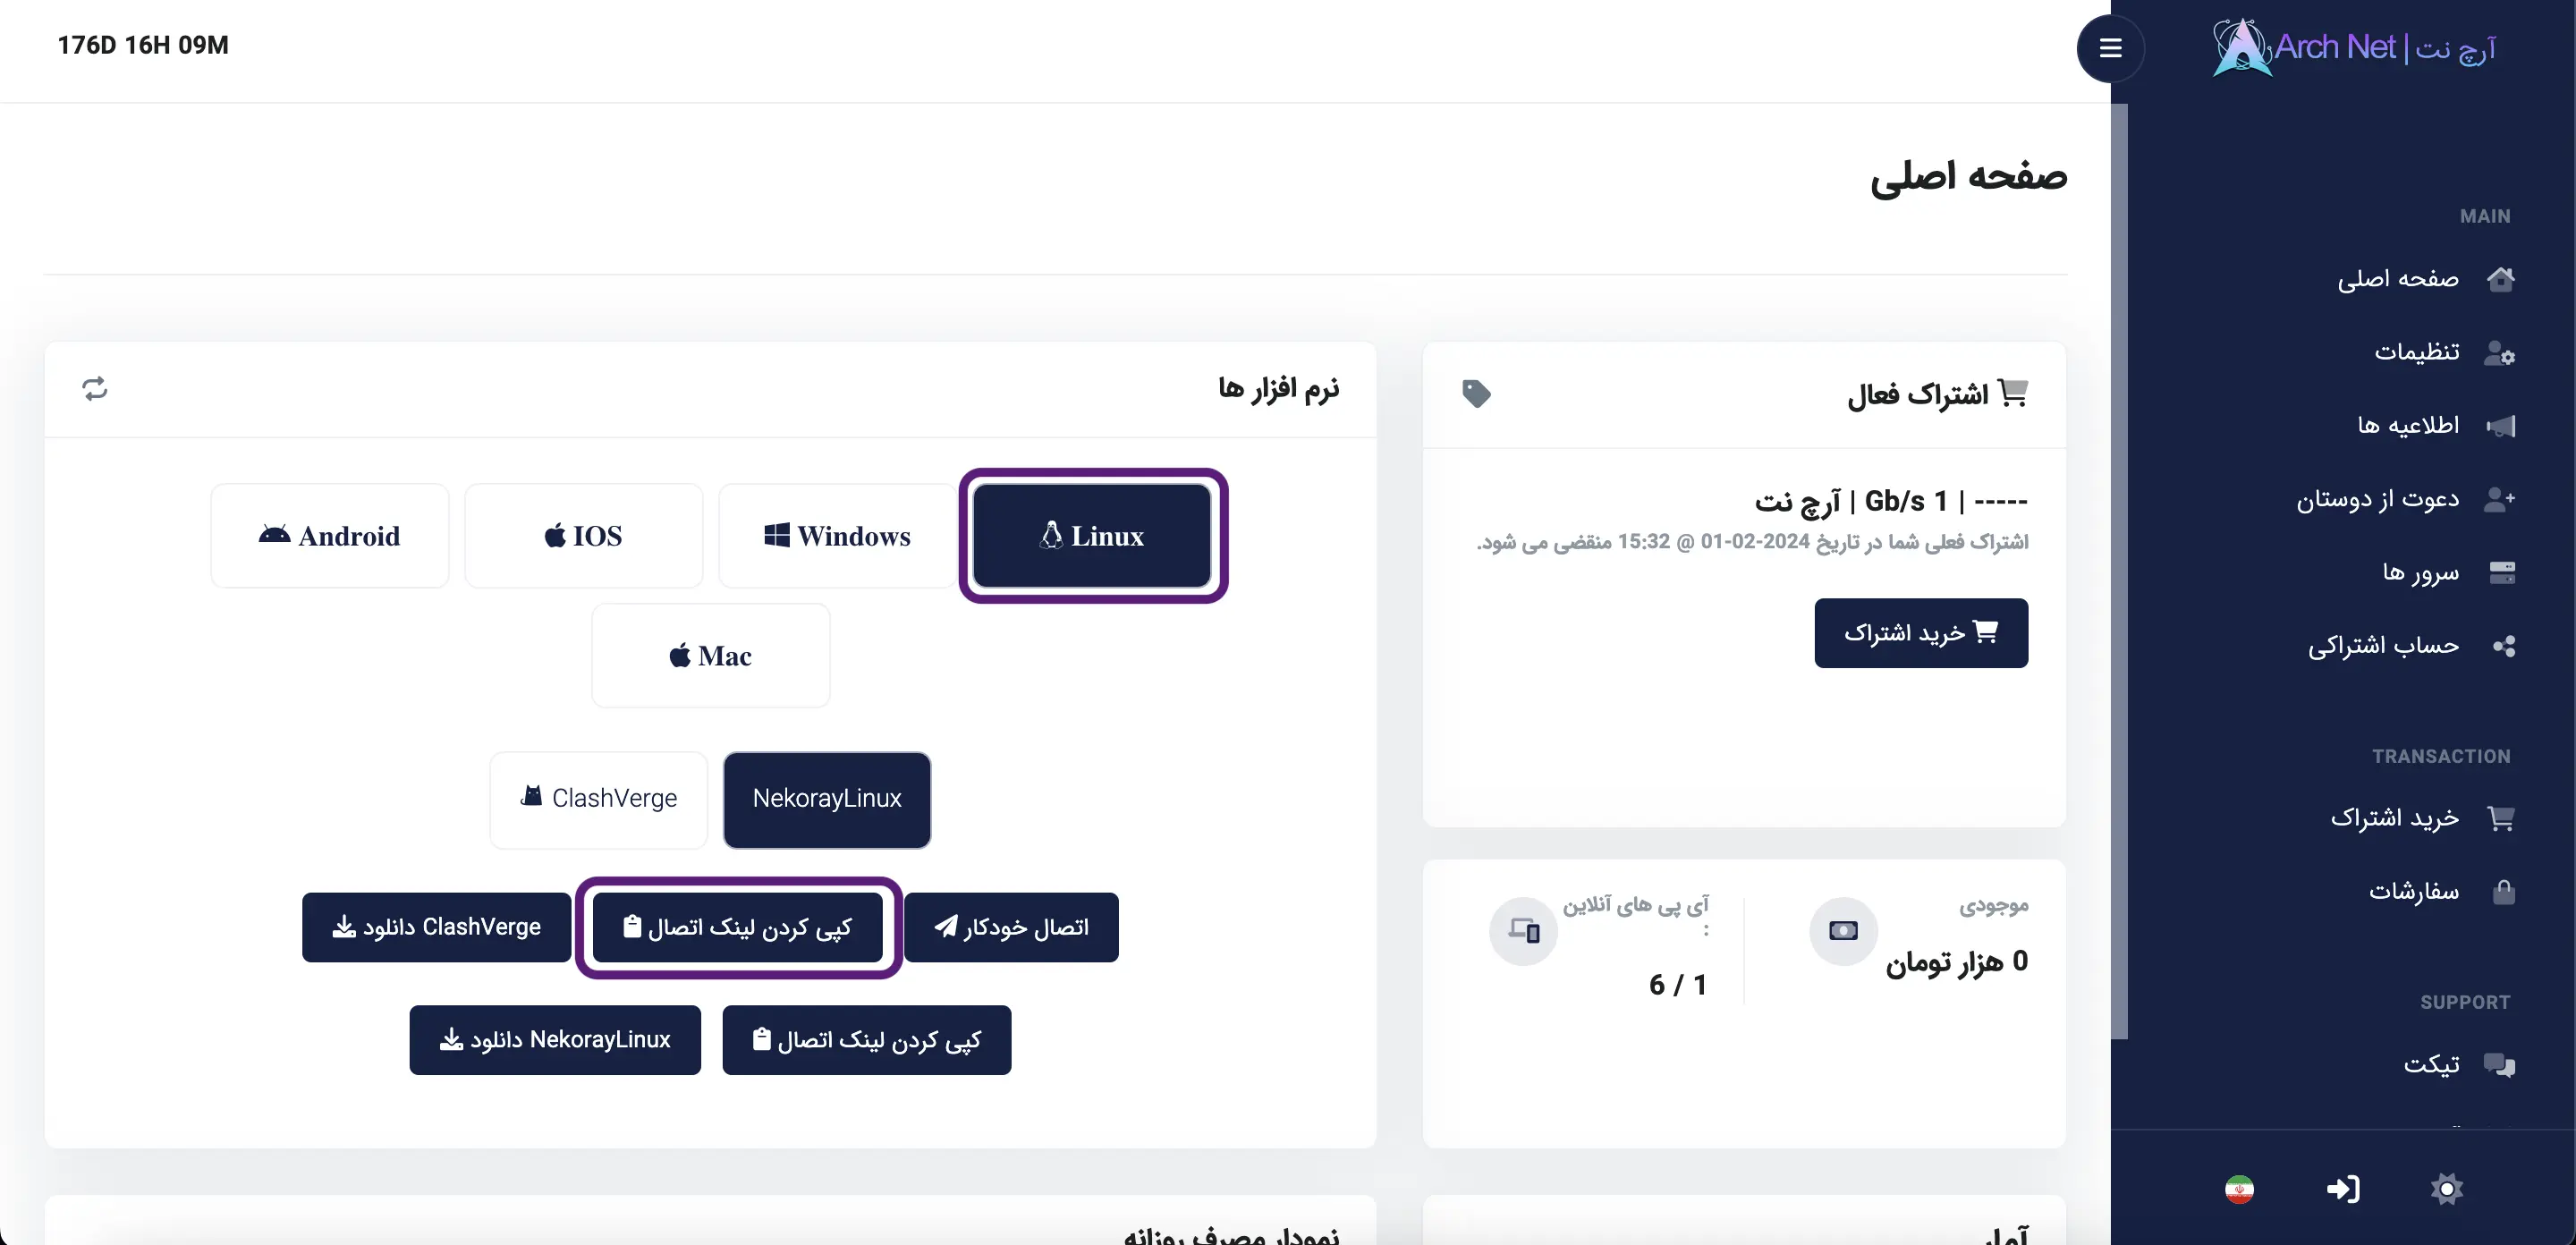 Arch Net | آرچ نت
176D 16H 09M
MAIN
صفحه اصلی
تنظیمات
اطلاعیه ها
دعوت از دوستان
سرور ها
حساب اشتراکی
TRANSACTION
خرید اشتراک
سفارشات
SUPPORT
تیکت
صفحه اصلی
اشتراک فعال
----- | 1 Gb/s | آرچ نت
اشتراک فعلی شما در تاریخ 2024-02-01 @ 15:32 منقضی می شود.
خرید اشتراک
موجودی
0 هزار تومان
آی پی های آنلاین
:
1 / 6
نرم افزار ها
Linux
Windows
IOS
Android
Mac
NekorayLinux
ClashVerge
اتصال خودکار
کپی کردن لینک اتصال
دانلود ClashVerge
کپی کردن لینک اتصال
دانلود NekorayLinux
آمار
نمودار مصرف روزانه